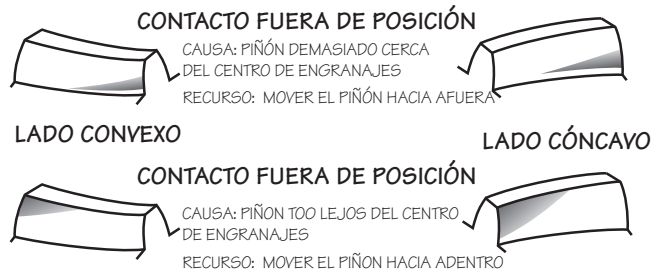 CONTACTO FUERA DE POSICIÓN
CAUSA: PIÑÓN DEMASIADO CERCA
DEL CENTRO DE ENGRANAJES
RECURSO: MOVER EL PIÑÓN HACIA AFUERA
LADO CONVEXO
LADO CÓNCAVO
CONTACTO FUERA DE POSICIÓN
CAUSA: PIÑON TOO LEJOS DEL CENTRO
DE ENGRANAJES
RECURSO: MOVER EL PIÑON HACIA ADENTRO